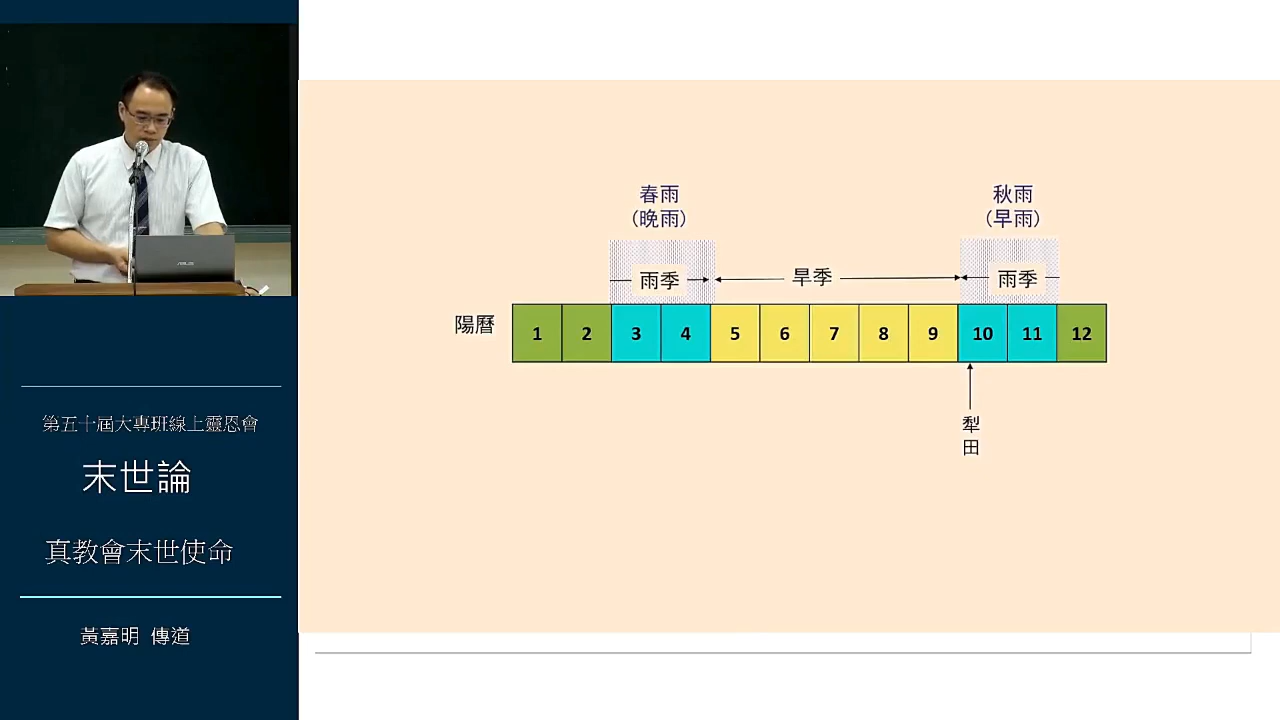 第五十屆大專班線上靈恩會
末世論
真教會末世使命
黃嘉明 傳道
春雨
(晚雨)
秋雨
(早雨)
雨季
旱季
雨季
陽曆
1 2 3 4 5 6 7 8 9 10 11 12
犁
田
ASUS